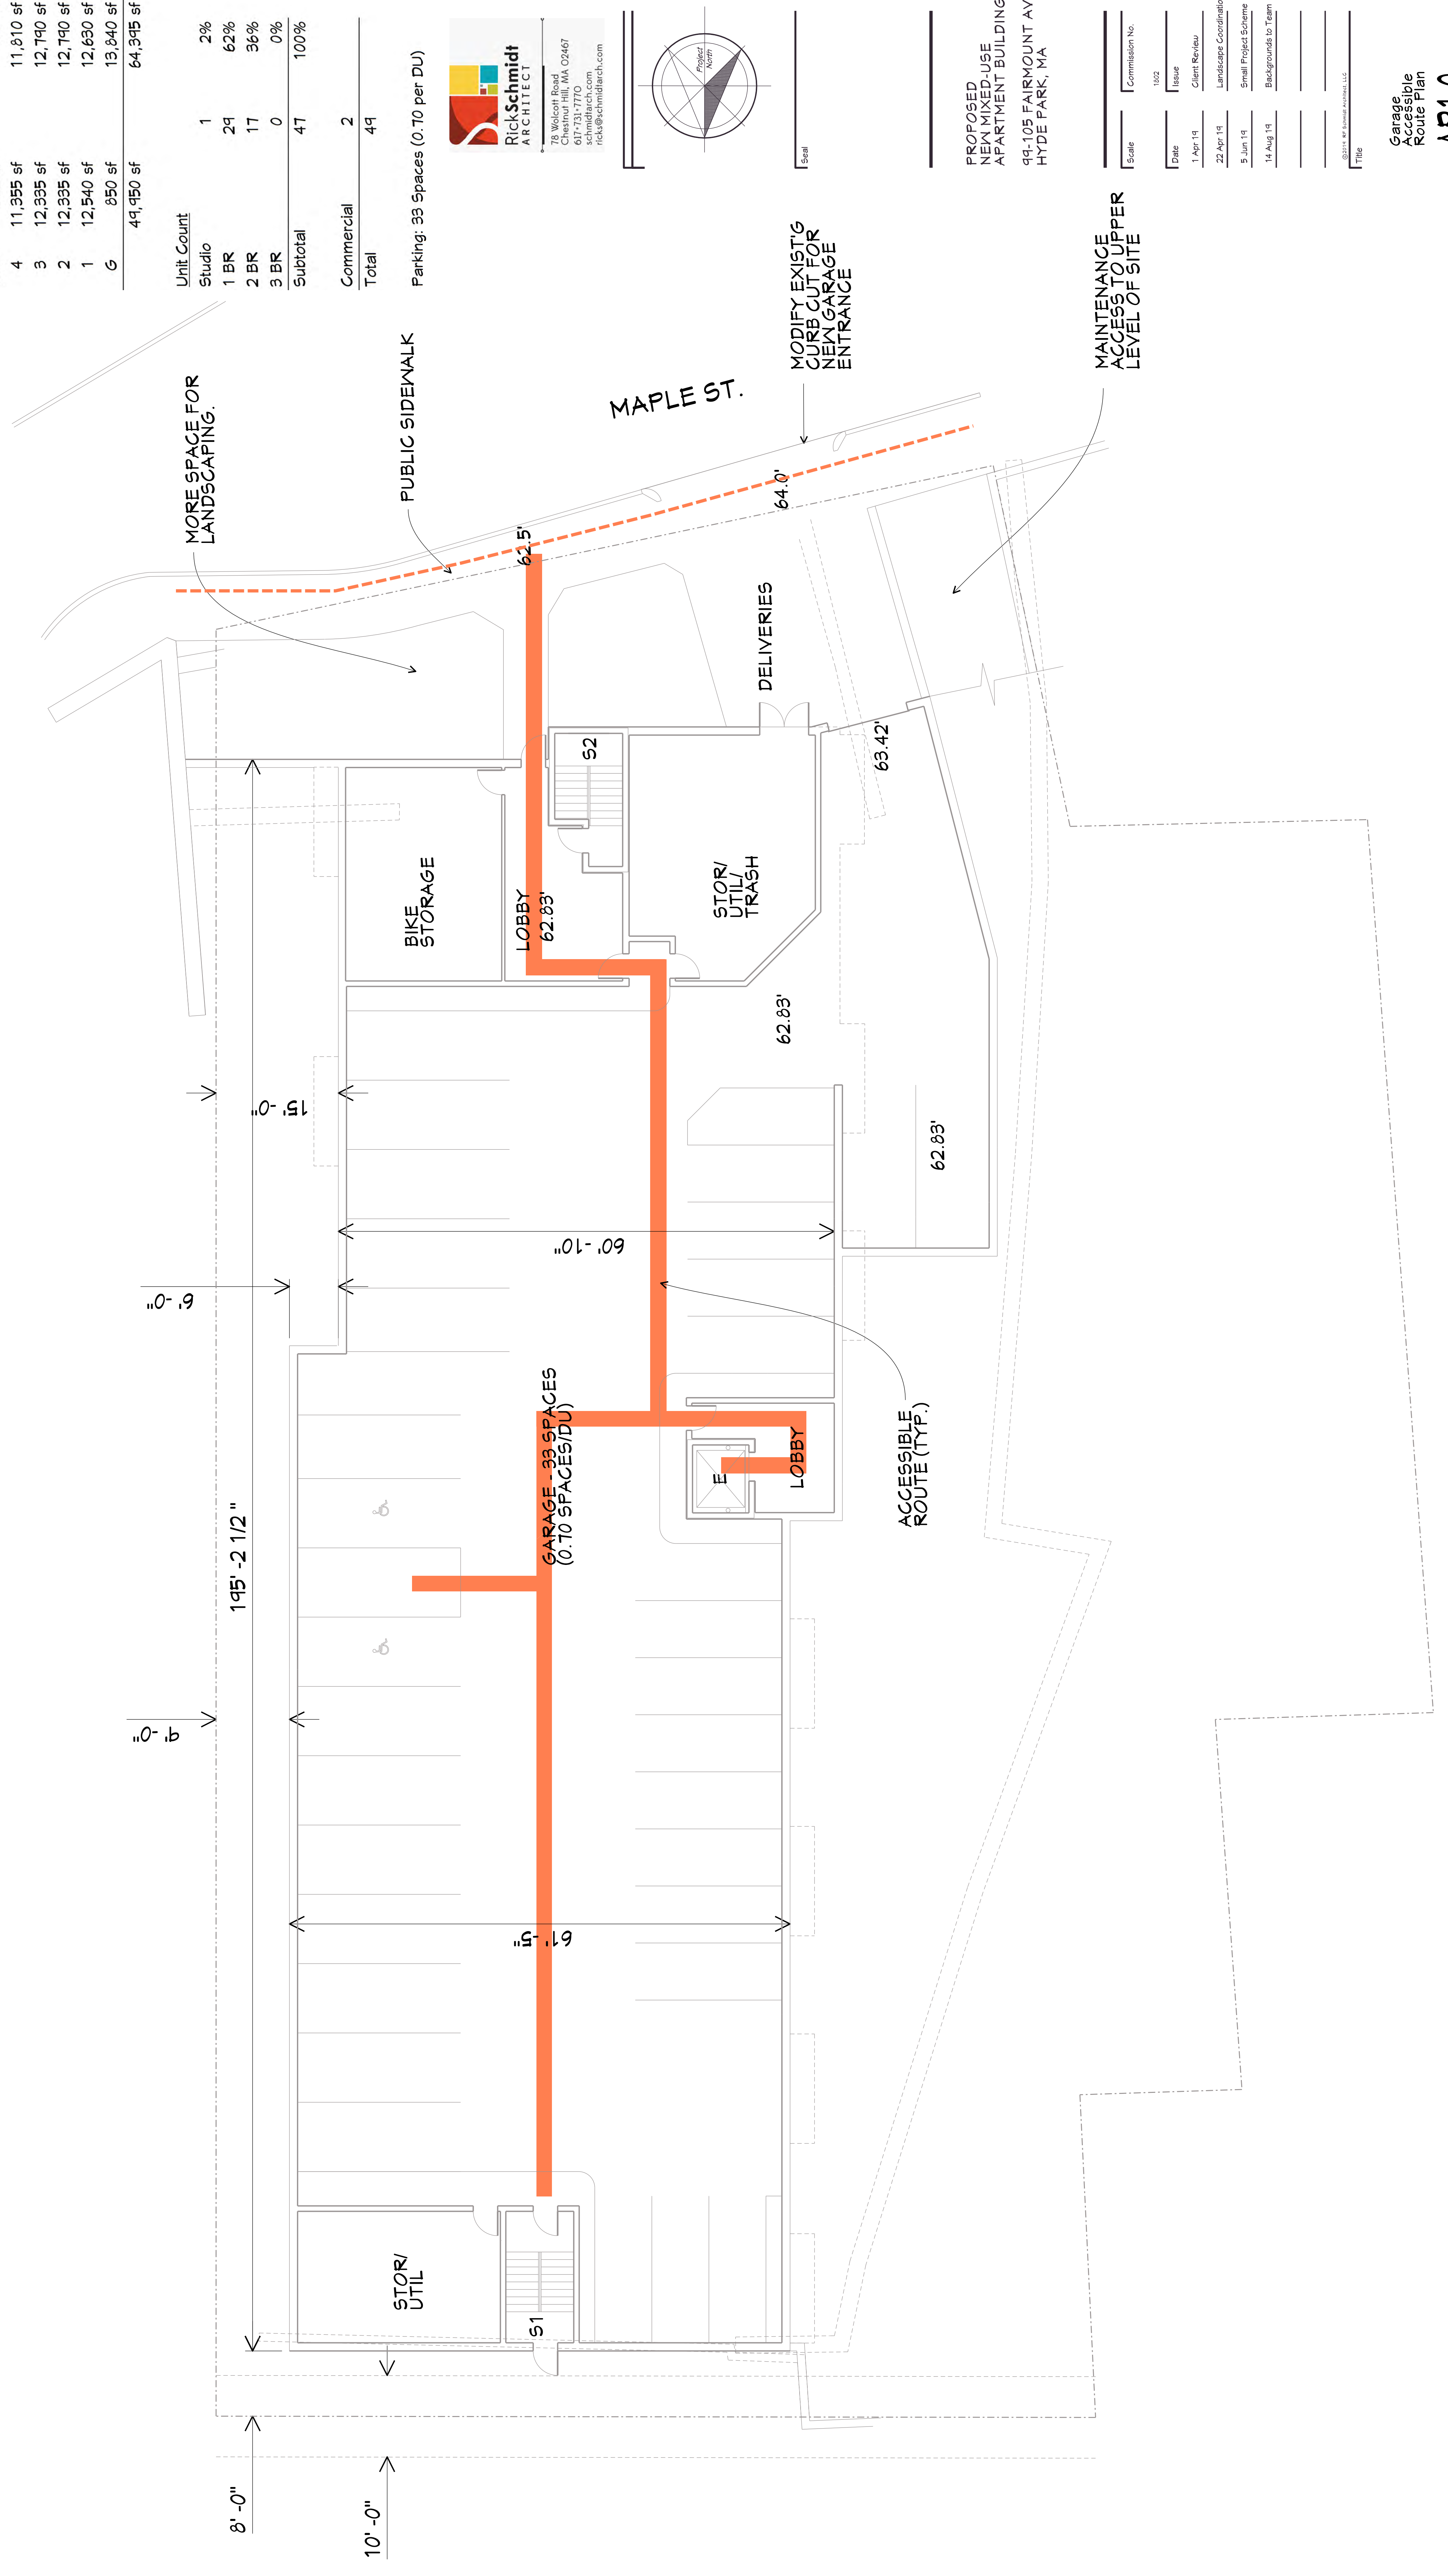 4 11,355 sf 11,810 sf
3 12,335 sf 12,790 sf
2 12,335 sf 12,790 sf
1 12,540 sf 12,630 sf
G 850 sf 13,840 sf
49,950 sf 64,395 sf
Unit Count
Studio 1 2%
1 BR 29 62%
2 BR 17 36%
3 BR 0 0%
Subtotal 47 100%
Commercial 2
Total 49
Parking: 33 Spaces (0.70 per DU)
RickSchmidt
ARCHITECT
78 Wolcott Road
Chestnut Hill, MA 02467
617-731-7770
schmidtarch.com
ricks@schmidtarch.com
Project
North
Seal
PROPOSED
NEW MIXED-USE
APARTMENT BUILDING
99-105 FAIRMOUNT AV
HYDE PARK, MA
Scale
Commission No.
1802
Date
Issue
1 Apr 19 Client Review
22 Apr 19 Landscape Coordinatio
5 Jun 19 Small Project Scheme
14 Aug 19 Backgrounds to Team
©2019 RP Schmidt Architect, LLC
Title
Garage
Accessible
Route Plan
MORE SPACE FOR
LANDSCAPING.
PUBLIC SIDEWALK
MAPLE ST.
MODIFY EXIST'G
CURB CUT FOR
NEW GARAGE
ENTRANCE
MAINTENANCE
ACCESS TO UPPER
LEVEL OF SITE
62.5'
64.0'
DELIVERIES
63.42'
S2
BIKE
STORAGE
LOBBY
62.83'
STOR/
UTIL/
TRASH
62.83'
62.83'
15'-0"
60'-10"
6'-0"
GARAGE - 33 SPACES
(0.70 SPACES/DU)
E
LOBBY
ACCESSIBLE
ROUTE (TYP.)
195'-2 1/2"
9'-0"
61'-5"
STOR/
UTIL
S1
8'-0"
10'-0"